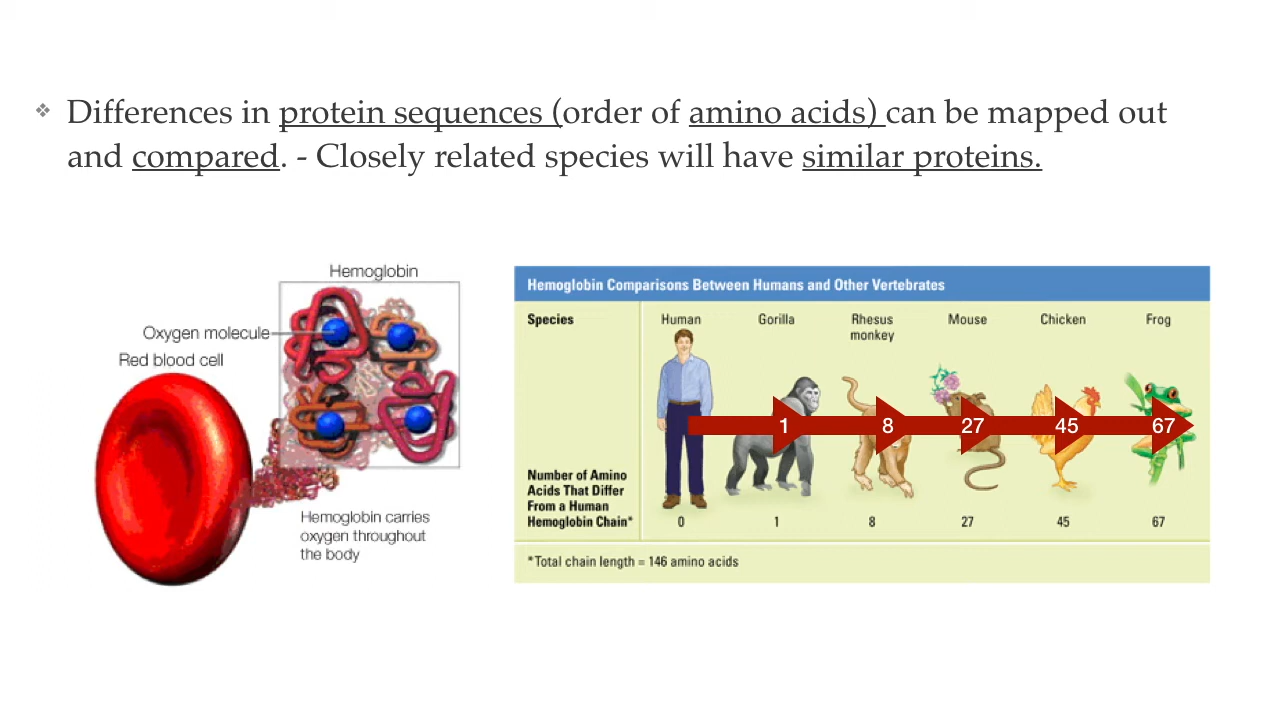 ❖ Differences in protein sequences (order of amino acids) can be mapped out
and compared. - Closely related species will have similar proteins.
Hemoglobin
Oxygen molecule
Red blood cell
Hemoglobin carries
oxygen throughout
the body
Hemoglobin Comparisons Between Humans and Other Vertebrates
Species Human Gorilla Rhesus monkey Mouse Chicken Frog
1 8 27 45 67
Number of Amino
Acids That Differ
From a Human
Hemoglobin Chain* 0 1 8 27 45 67
*Total chain length = 146 amino acids